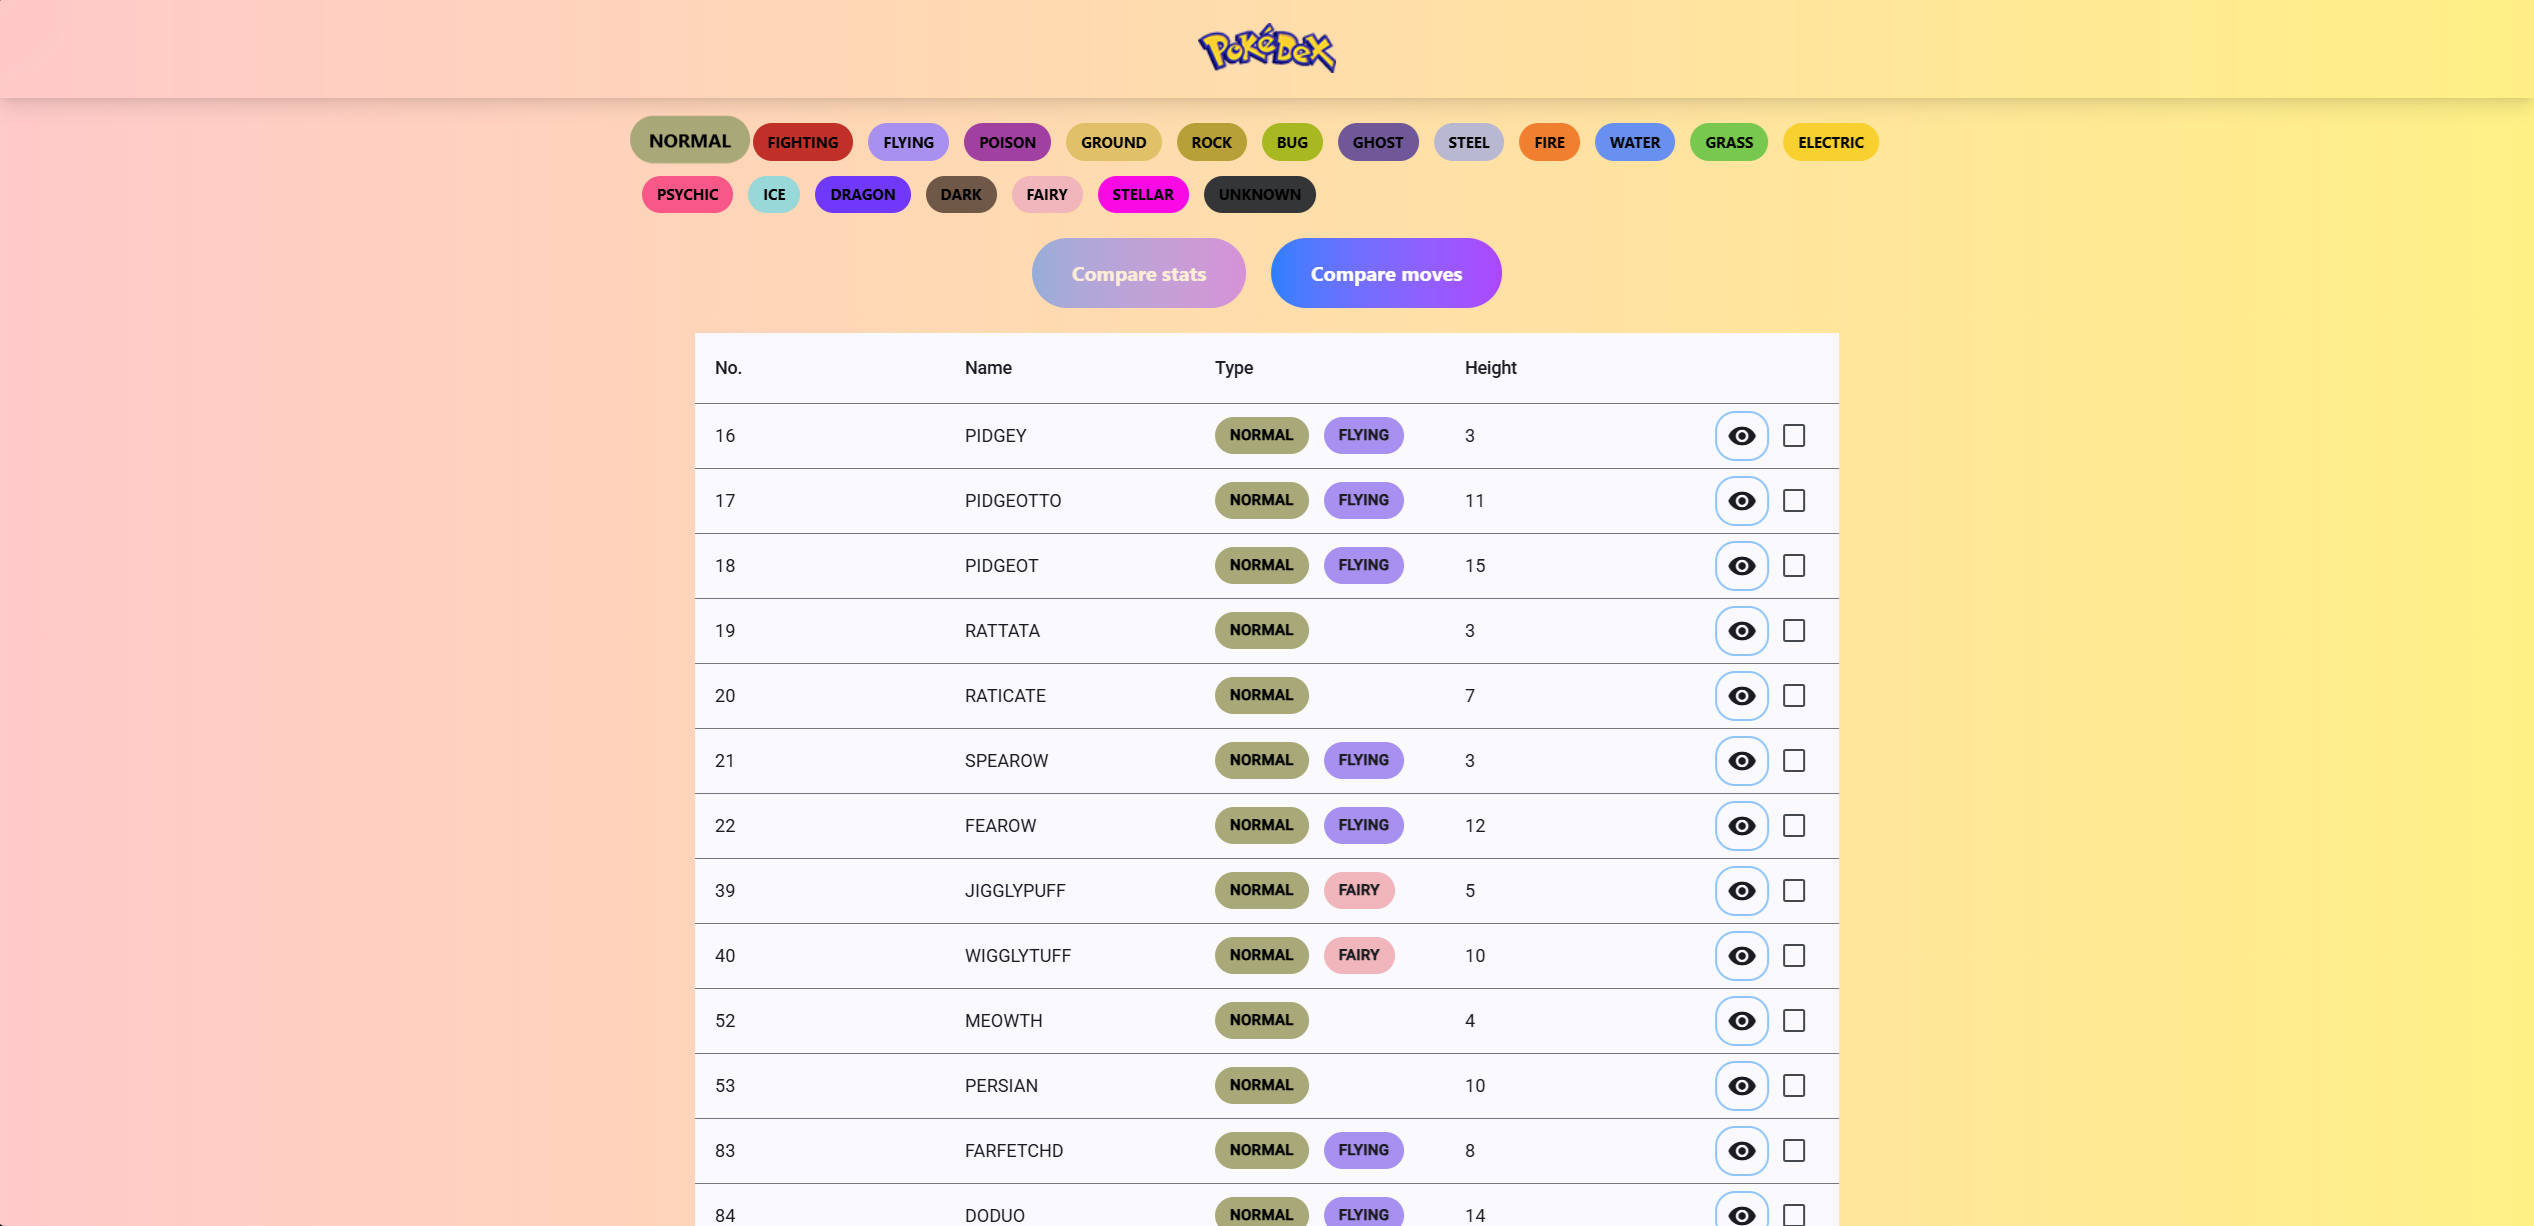 PoKéDeX
NORMAL FIGHTING FLYING POISON GROUND ROCK BUG GHOST STEEL FIRE WATER GRASS ELECTRIC
PSYCHIC ICE DRAGON DARK FAIRY STELLAR UNKNOWN
Compare stats Compare moves
No. Name Type Height
16 PIDGEY NORMAL FLYING 3
17 PIDGEOTTO NORMAL FLYING 11
18 PIDGEOT NORMAL FLYING 15
19 RATTATA NORMAL 3
20 RATICATE NORMAL 7
21 SPEAROW NORMAL FLYING 3
22 FEAROW NORMAL FLYING 12
39 JIGGLYPUFF NORMAL FAIRY 5
40 WIGGLYTUFF NORMAL FAIRY 10
52 MEOWTH NORMAL 4
53 PERSIAN NORMAL 10
83 FARFETCHD NORMAL FLYING 8
84 DODUO NORMAL FLYING 14